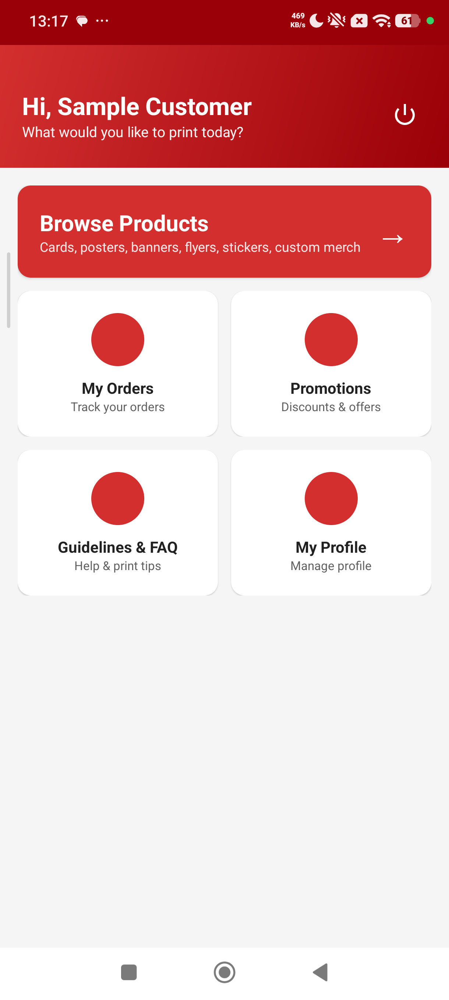 13:17
469
KB/s
61
Hi, Sample Customer
What would you like to print today?
Browse Products
Cards, posters, banners, flyers, stickers, custom merch
My Orders
Track your orders
Promotions
Discounts & offers
Guidelines & FAQ
Help & print tips
My Profile
Manage profile